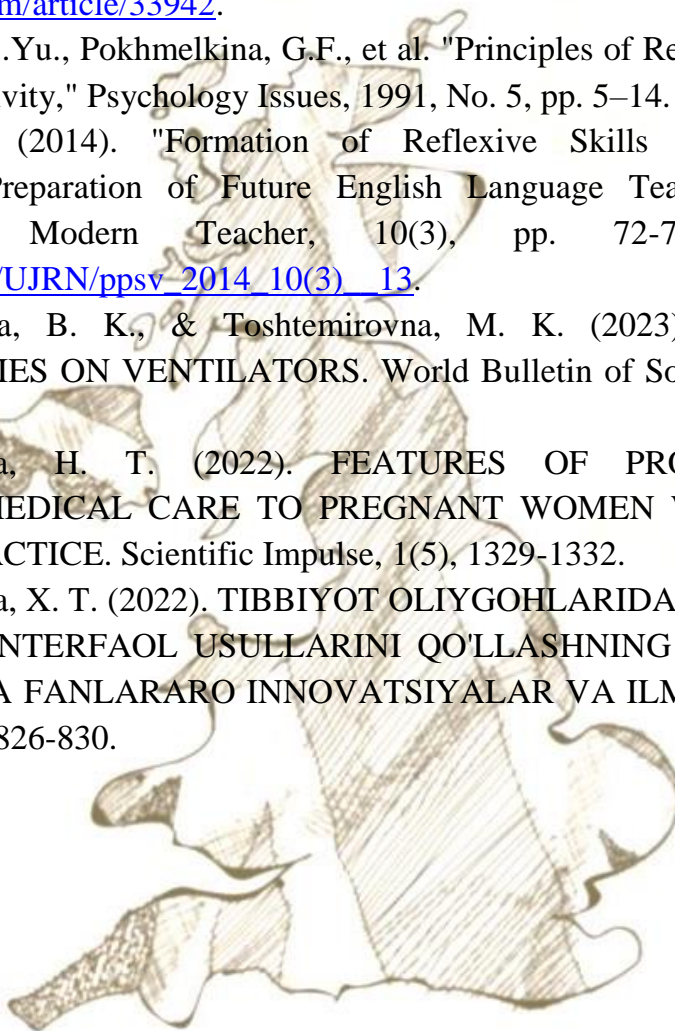 m/article/33942.
.Yu., Pokhmelkina, G.F., et al. "Principles of Re
ivity," Psychology Issues, 1991, No. 5, pp. 5–14.
(2014). "Formation of Reflexive Skills
Preparation of Future English Language Tea
Modern Teacher, 10(3), pp. 72-7
/UJRN/ppsv_2014_10(3)__13.
a, B. K., & Toshtemirovna, M. K. (2023)
IES ON VENTILATORS. World Bulletin of So
a, H. T. (2022). FEATURES OF PRO
MEDICAL CARE TO PREGNANT WOMEN
ACTICE. Scientific Impulse, 1(5), 1329-1332.
a, X. T. (2022). TIBBIYOT OLIYGOHLARIDA
INTERFAOL USULLARINI QO'LLASHNING
A FANLARARO INNOVATSIYALAR VA ILM
826-830.